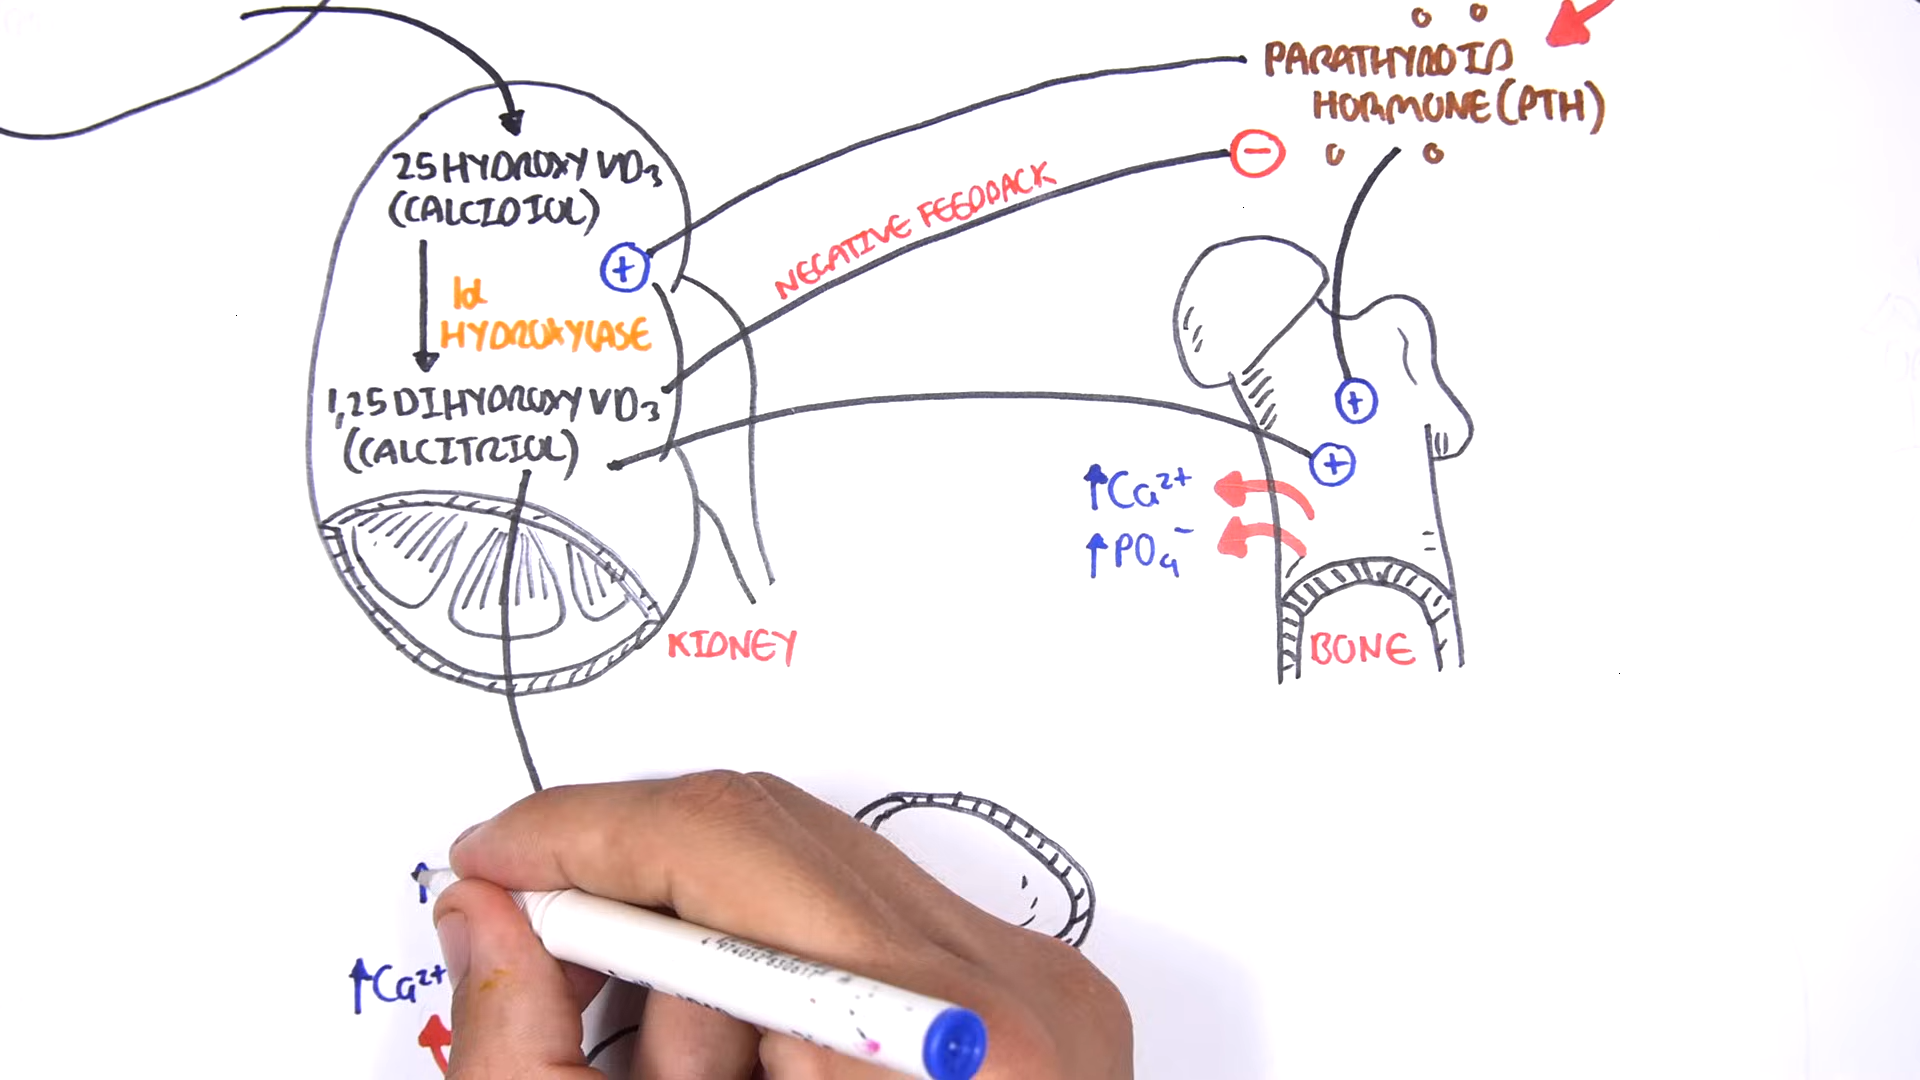 PARATHYROID
HORMONE (PTH)
25 HYDROXY VD3
(CALCIDIOL)
+
−
NEGATIVE FEEDBACK
1α
HYDROXYLASE
1,25 DIHYDROXY VD3
(CALCITRIOL)
+
+
↑Ca2+
↑PO4-
KIDNEY
BONE
↑
↑Ca2+